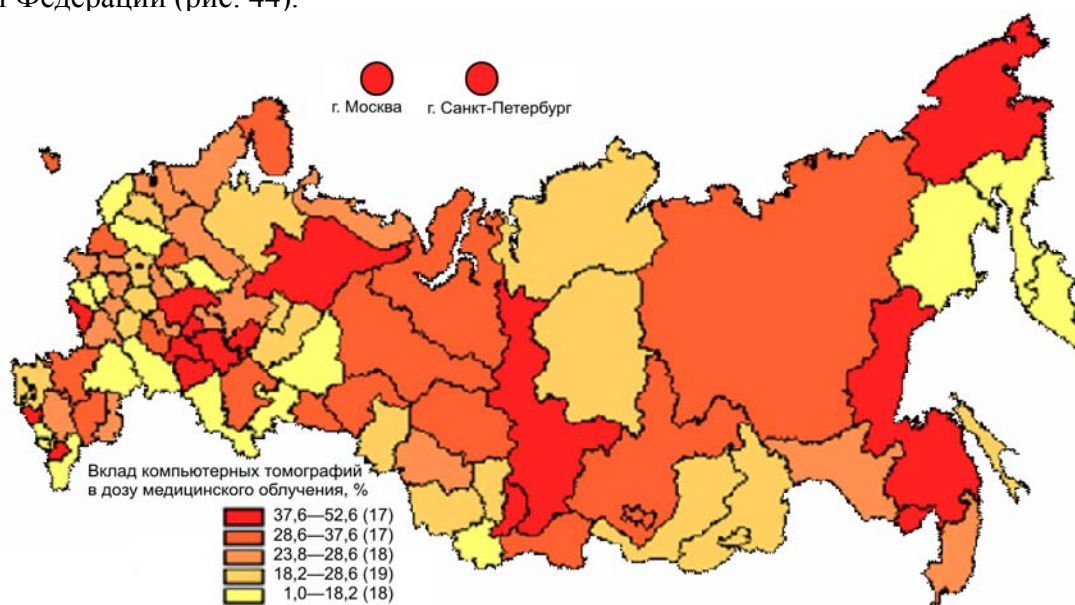 Федерации (рис. 44).
г. Москва г. Санкт-Петербург
Вклад компьютерных томографий
в дозу медицинского облучения, %
37,6—52,6 (17)
28,6—37,6 (17)
23,8—28,6 (18)
18,2—28,6 (19)
1,0—18,2 (18)